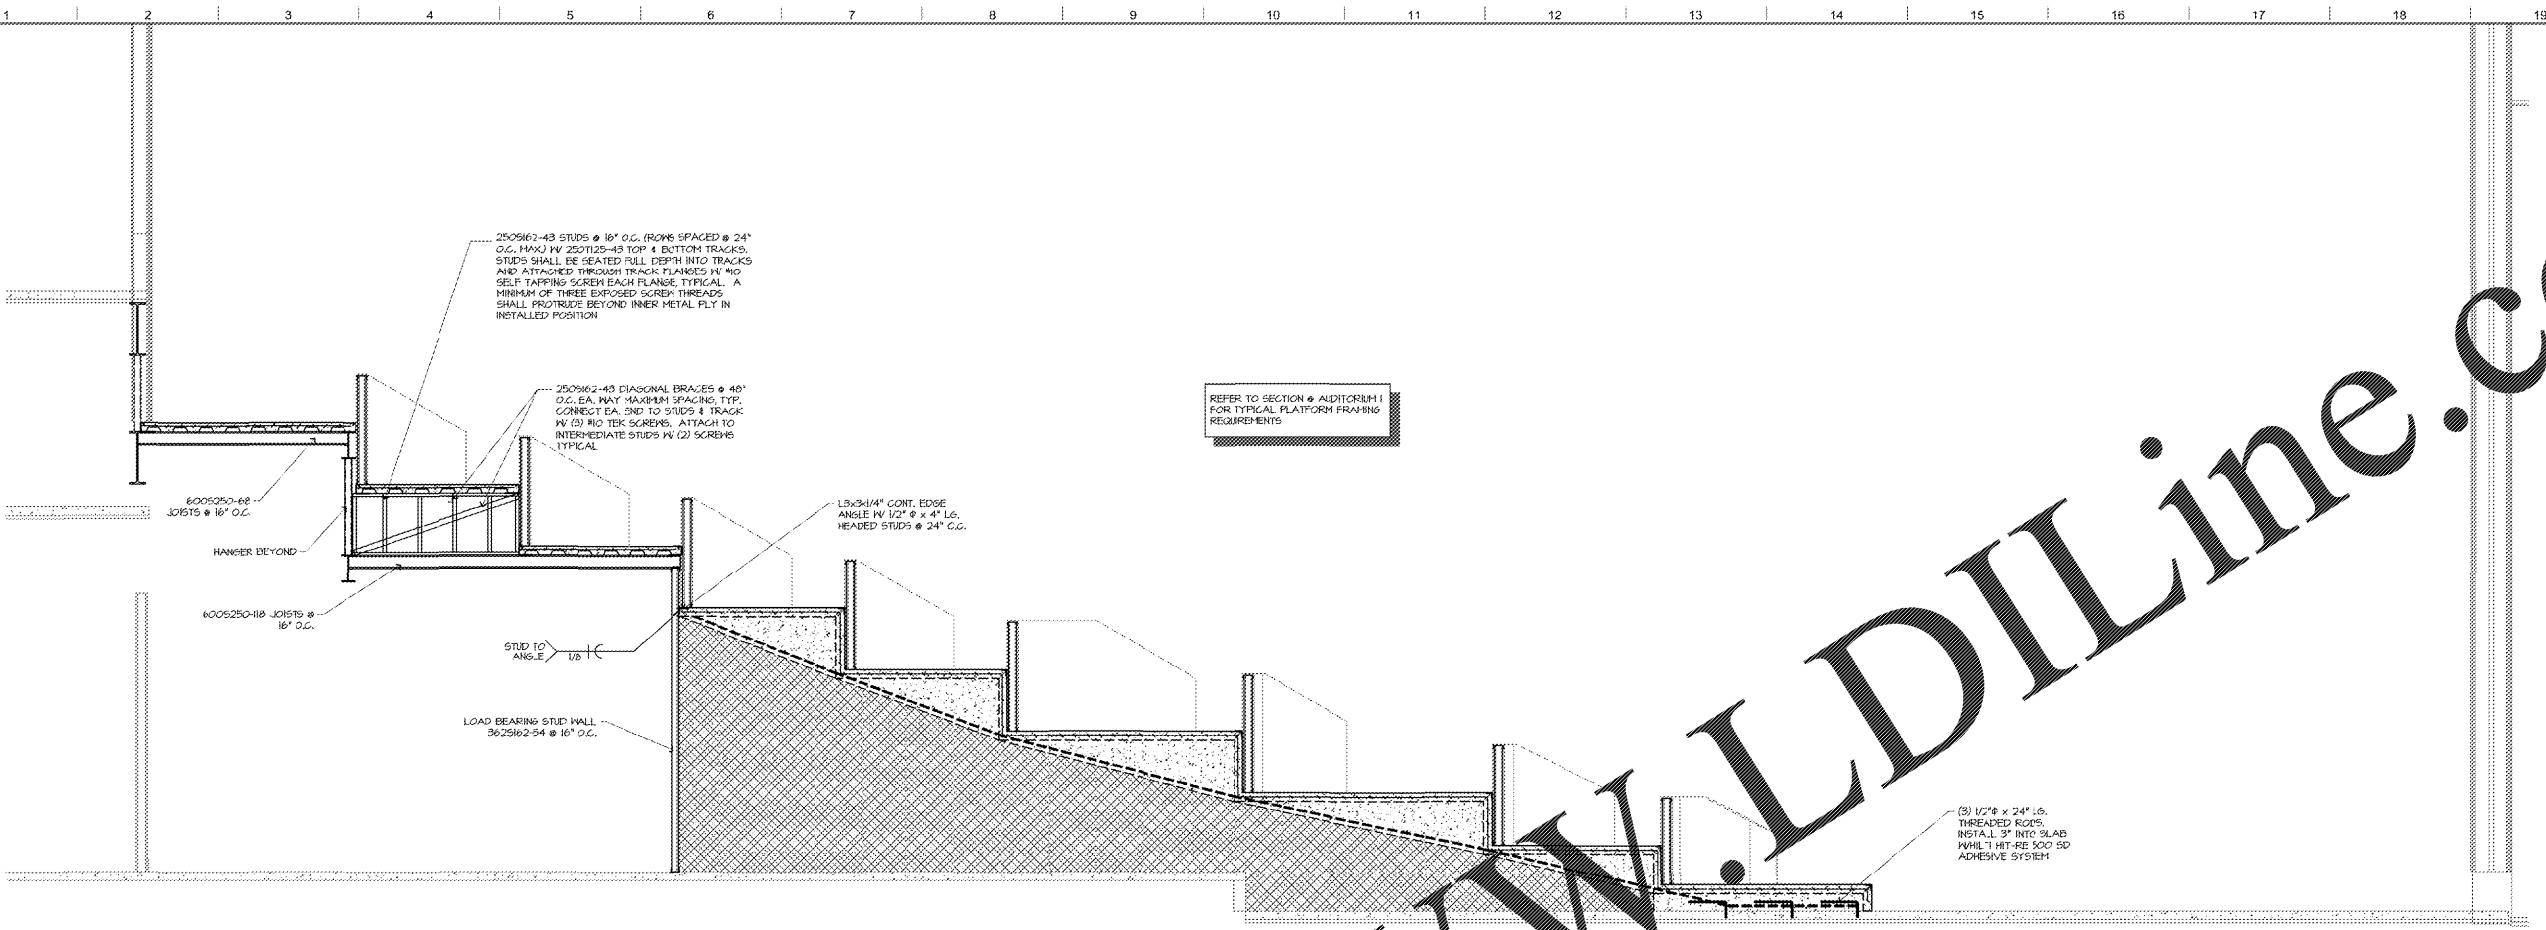 1 2 3 4 5 6 7 8 9 10 11 12 13 14 15 16 17 18 19
250S162-43 STUDS @ 16" O.C. (ROWS SPACED @ 24"
O.C. MAX.) W/ 250T125-43 TOP & BOTTOM TRACKS.
STUDS SHALL BE SEATED FULL DEPTH INTO TRACKS
AND ATTACHED THROUGH TRACK FLANGES W/ #10
SELF TAPPING SCREW EACH FLANGE, TYPICAL. A
MINIMUM OF THREE EXPOSED SCREW THREADS
SHALL PROTRUDE BEYOND INNER METAL PLY IN
INSTALLED POSITION
250S162-43 DIAGONAL BRACES @ 48"
O.C. EA. WAY MAXIMUM SPACING, TYP.
CONNECT EA. END TO STUDS & TRACK
W/ (3) #10 TEK SCREWS. ATTACH TO
INTERMEDIATE STUDS W/ (2) SCREWS
TYPICAL
REFER TO SECTION @ AUDITORIUM 1
FOR TYPICAL PLATFORM FRAMING
REQUIREMENTS
600S250-68
JOISTS @ 16" O.C.
HANGER BEYOND
600S250-118 JOISTS @
16" O.C.
L3x3x1/4" CONT. EDGE
ANGLE W/ 1/2" Φ x 4" LG.
HEADED STUDS @ 24" O.C.
STUD TO
ANGLE
1/8
LOAD BEARING STUD WALL
362S162-54 @ 16" O.C.
(3) 1/2"Φ x 24" LG.
THREADED RODS.
INSTALL 3" INTO SLAB
W/HILTI HIT-RE 500 SD
ADHESIVE SYSTEM
W.LDILine.c